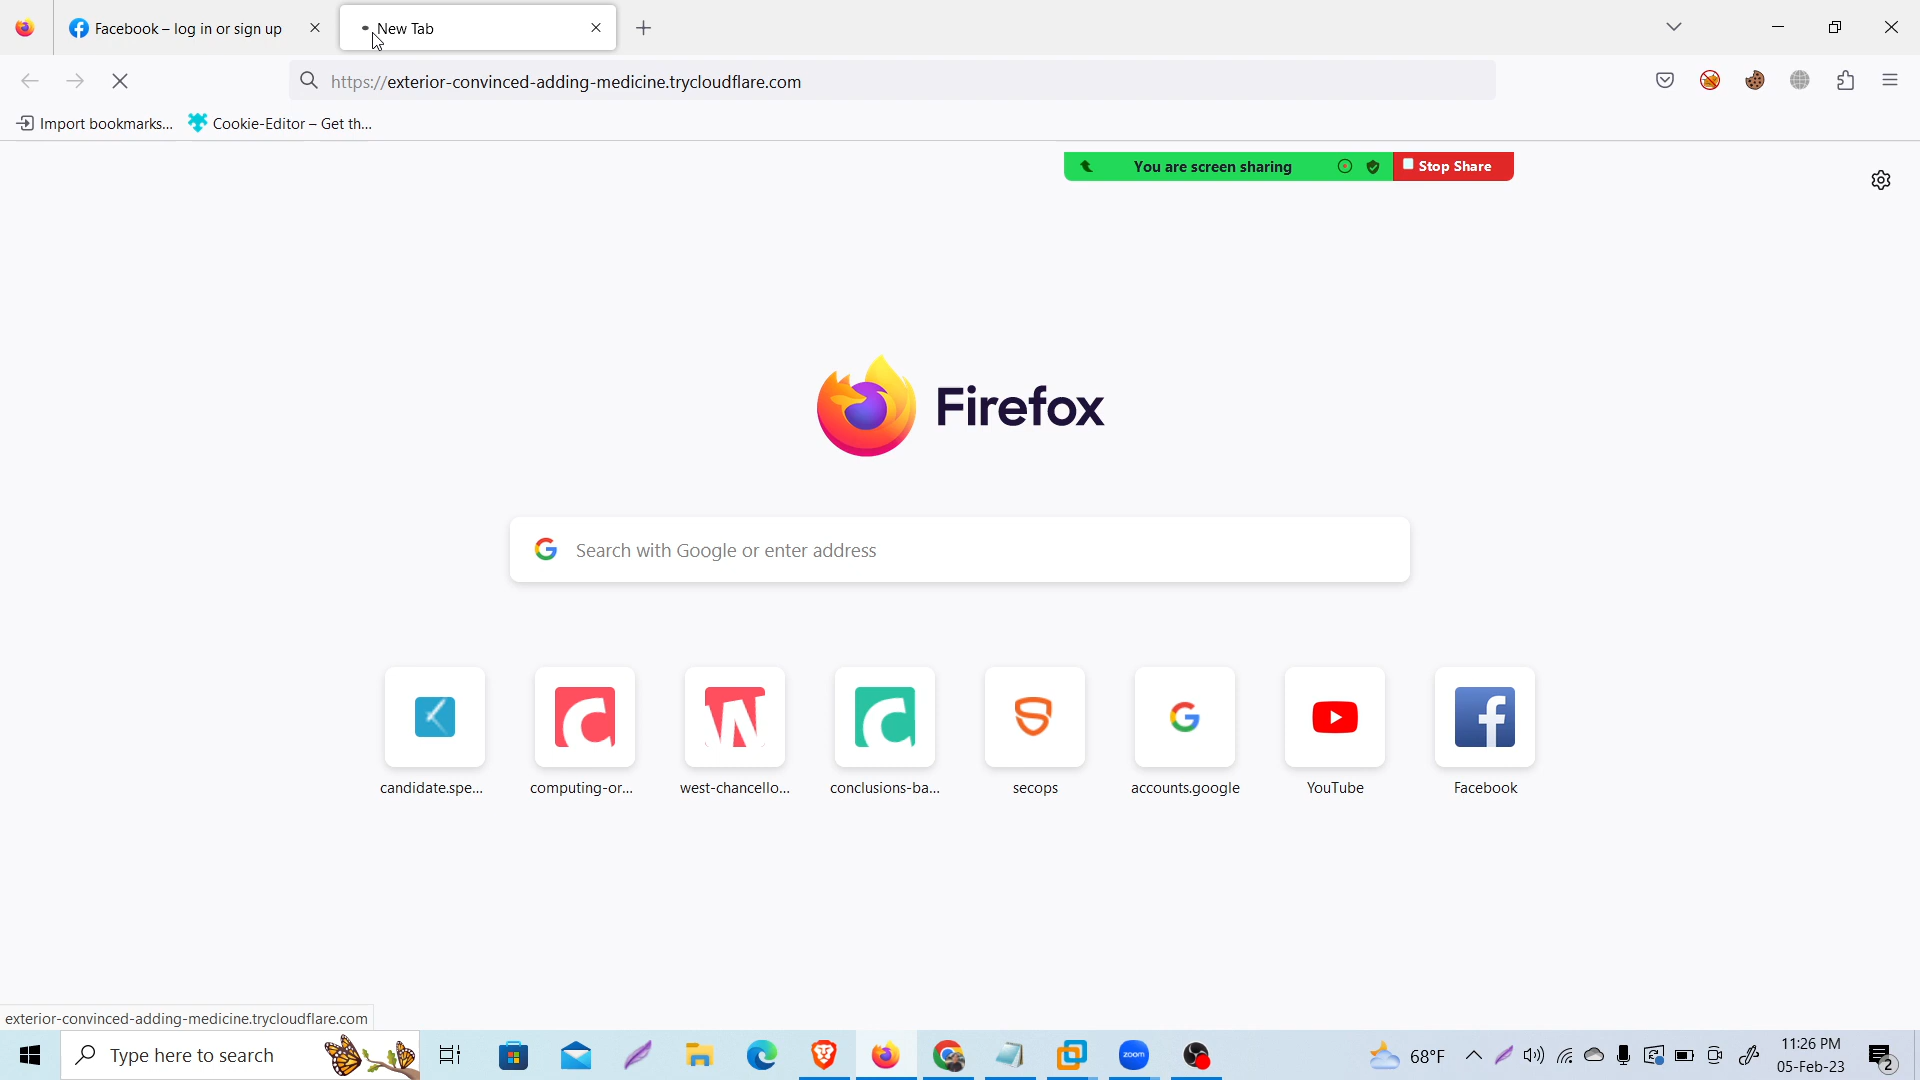 Facebook – log in or sign up
New Tab
https://exterior-convinced-adding-medicine.trycloudflare.com
Import bookmarks...
Cookie-Editor – Get th...
You are screen sharing
Stop Share
Firefox
Search with Google or enter address
candidate.spe...
computing-or...
west-chancello...
conclusions-ba...
secops
accounts.google
YouTube
Facebook
exterior-convinced-adding-medicine.trycloudflare.com
Type here to search
zoom
68°F
11:26 PM
05-Feb-23
2